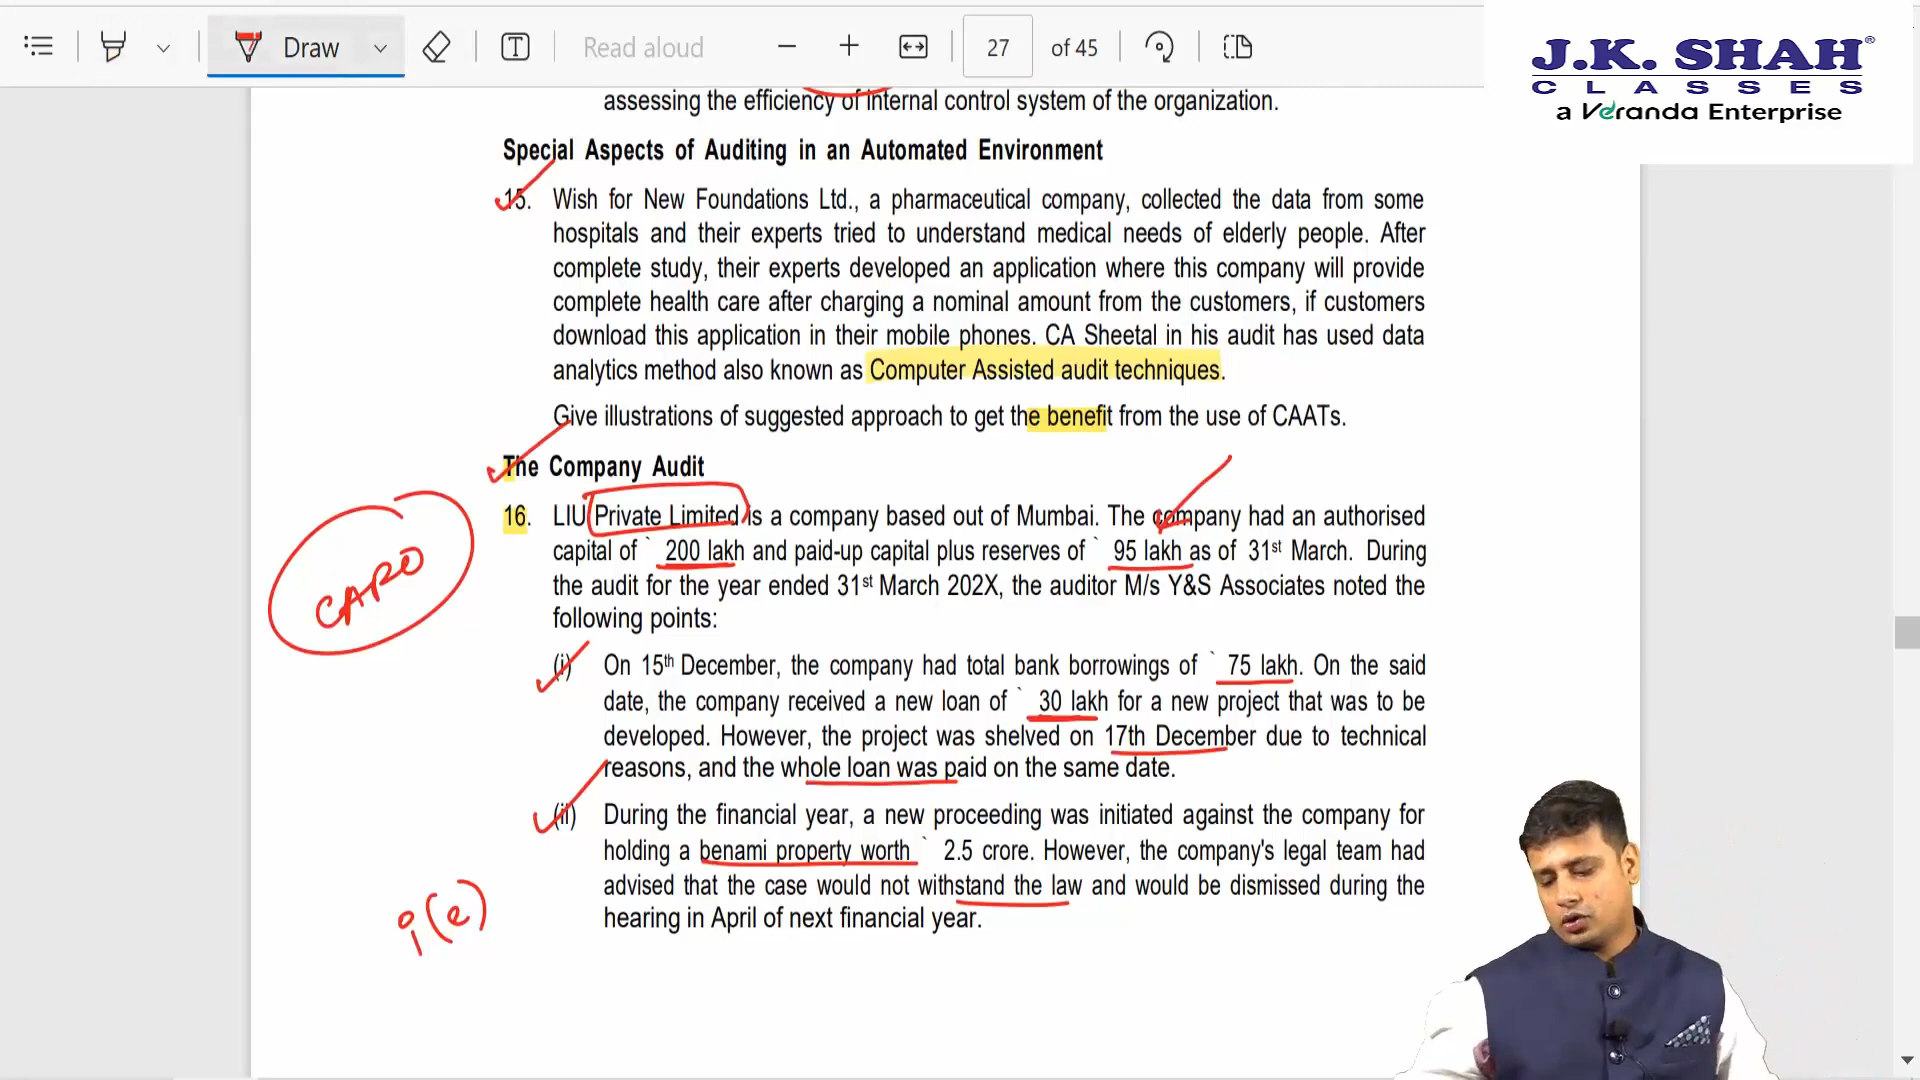 Draw
Read aloud
27
of 45
J.K. SHAH®
CLASSES
a Veranda Enterprise
assessing the efficiency of internal control system of the organization.
Special Aspects of Auditing in an Automated Environment
15. Wish for New Foundations Ltd., a pharmaceutical company, collected the data from some
hospitals and their experts tried to understand medical needs of elderly people. After
complete study, their experts developed an application where this company will provide
complete health care after charging a nominal amount from the customers, if customers
download this application in their mobile phones. CA Sheetal in his audit has used data
analytics method also known as Computer Assisted audit techniques.
Give illustrations of suggested approach to get the benefit from the use of CAATs.
The Company Audit
16. LIU Private Limited is a company based out of Mumbai. The company had an authorised
capital of ` 200 lakh and paid-up capital plus reserves of ` 95 lakh as of 31st March. During
the audit for the year ended 31st March 202X, the auditor M/s Y&S Associates noted the
following points:
CARO
(i) On 15th December, the company had total bank borrowings of ` 75 lakh. On the said
date, the company received a new loan of ` 30 lakh for a new project that was to be
developed. However, the project was shelved on 17th December due to technical
reasons, and the whole loan was paid on the same date.
(ii) During the financial year, a new proceeding was initiated against the company for
holding a benami property worth ` 2.5 crore. However, the company's legal team had
advised that the case would not withstand the law and would be dismissed during the
hearing in April of next financial year.
i(e)